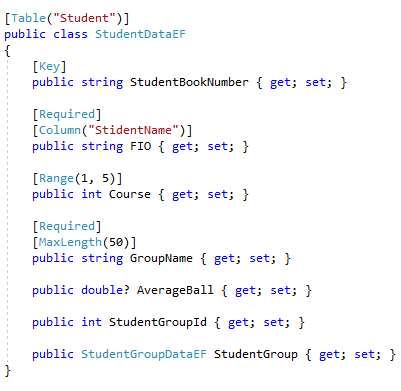 [Table("Student")]
public class StudentDataEF
{
[Key]
public string StudentBookNumber { get; set; }
[Required]
[Column("StidentName")]
public string FIO { get; set; }
[Range(1, 5)]
public int Course { get; set; }
[Required]
[MaxLength(50)]
public string GroupName { get; set; }
public double? AverageBall { get; set; }
public int StudentGroupId { get; set; }
public StudentGroupDataEF StudentGroup { get; set; }
}